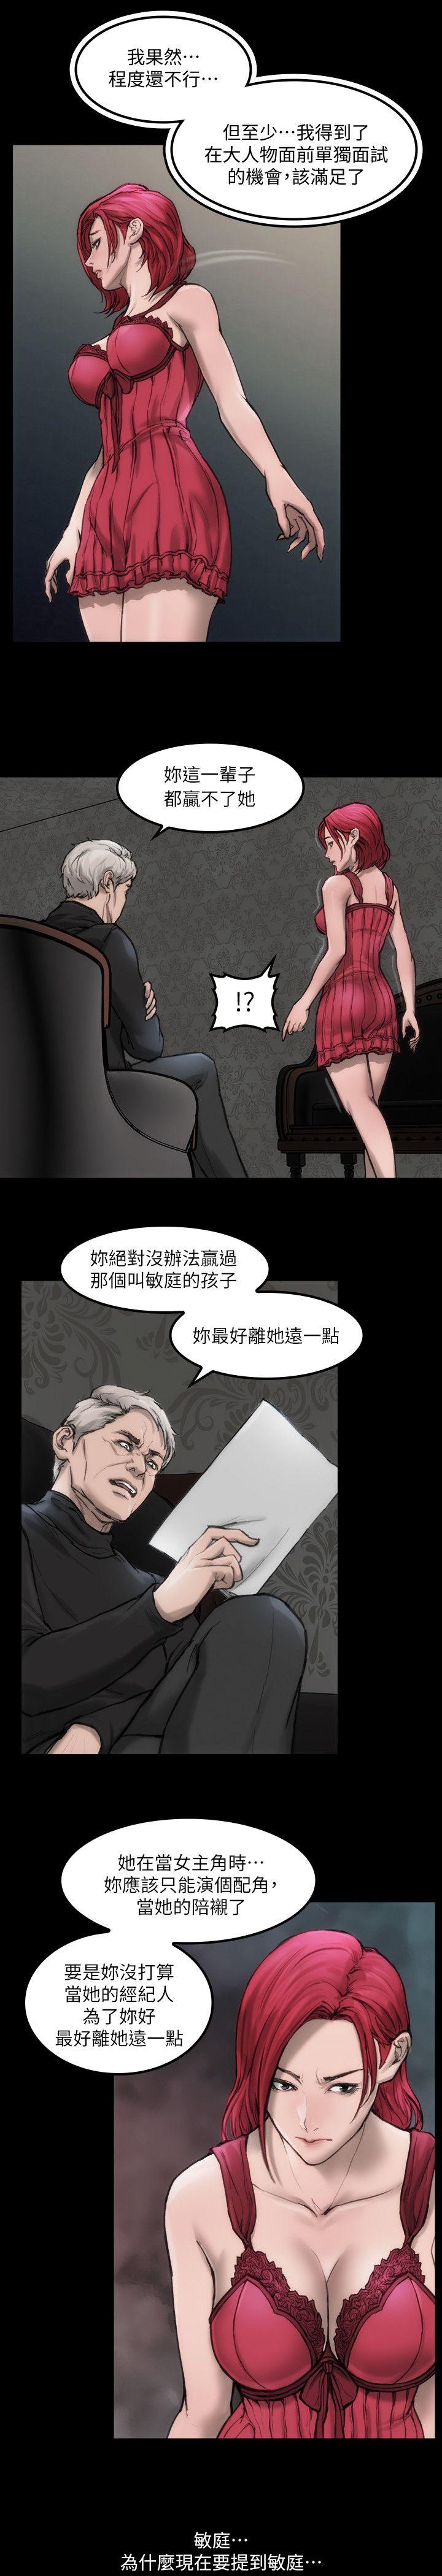 我果然⋯
程度還不行⋯
但至少⋯我得到了
在大人物面前單獨面試
的機會,該滿足了
妳這一輩子
都贏不了她
!?
妳絕對沒辦法贏過
那個叫敏庭的孩子
妳最好離她遠一點
她在當女主角時⋯
妳應該只能演個配角,
當她的陪襯了
要是妳沒打算
當她的經紀人
為了妳好
最好離她遠一點
敏庭⋯
為什麼現在要提到敏庭⋯